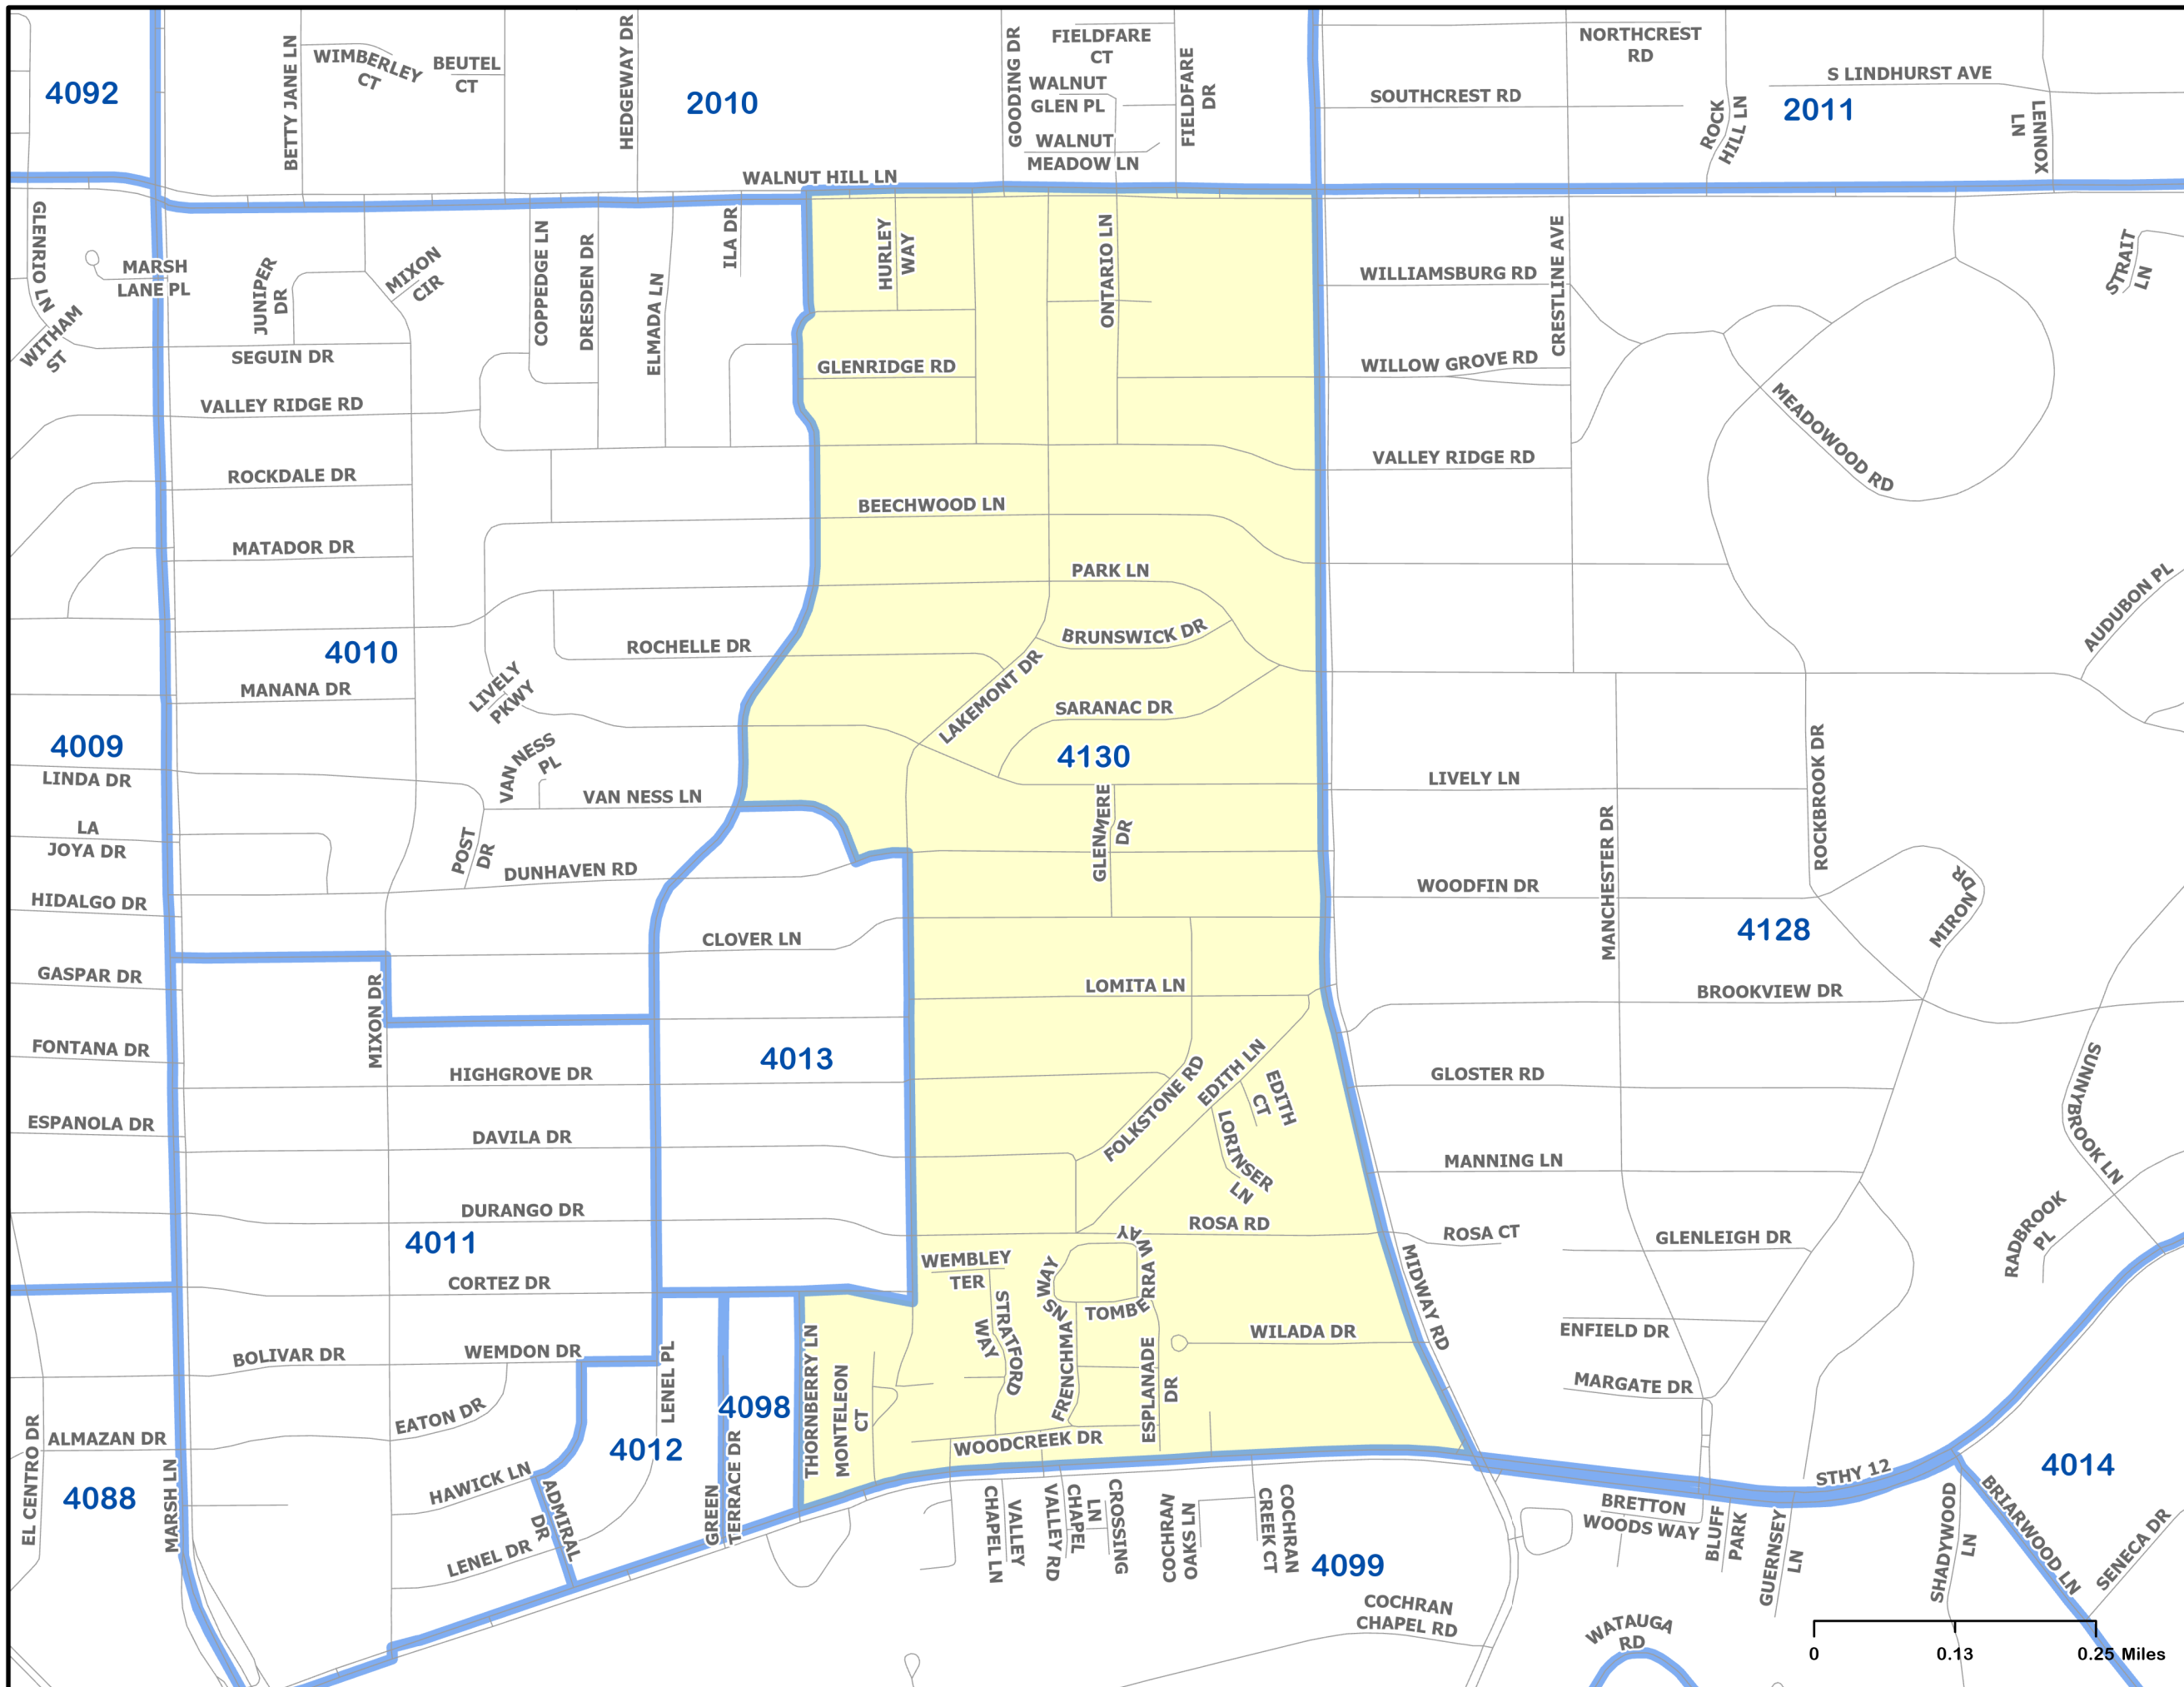 NORTHCREST
RD
FIELDFARE
CT
WIMBERLEY
CT
BEUTEL
CT
BETTY JANE LN
HEDGEWAY DR
GOODING DR
WALNUT
GLEN PL
FIELDFARE
DR
S LINDHURST AVE
4092
2010
SOUTHCREST RD
2011
ROCK
HILL LN
LENNOX
LN
WALNUT
MEADOW LN
WALNUT HILL LN
GLENRIO LN
MARSH
LANE PL
JUNIPER
DR
MIXON
CIR
COPPEDGE LN
DRESDEN DR
ELMADA LN
ILA DR
HURLEY
WAY
ONTARIO LN
WILLIAMSBURG RD
CRESTLINE AVE
STRAIT
LN
WITHAM
ST
SEGUIN DR
GLENRIDGE RD
WILLOW GROVE RD
VALLEY RIDGE RD
MEADOWOOD RD
VALLEY RIDGE RD
ROCKDALE DR
BEECHWOOD LN
MATADOR DR
PARK LN
AUDUBON PL
BRUNSWICK DR
4010
ROCHELLE DR
LIVELY
PKWY
MANANA DR
LAKEMONT DR
SARANAC DR
4009
4130
LINDA DR
VAN NESS
PL
VAN NESS LN
LIVELY LN
ROCKBROOK DR
LA
JOYA DR
POST
DR
GLENMERE
DR
MANCHESTER DR
DUNHAVEN RD
WOODFIN DR
MIRON
DR
HIDALGO DR
4128
CLOVER LN
GASPAR DR
MIXON DR
LOMITA LN
BROOKVIEW DR
FONTANA DR
4013
HIGHGROVE DR
FOLKSTONE RD
EDITH LN
EDITH
CT
GLOSTER RD
SUNNYBROOK LN
ESPANOLA DR
DAVILA DR
LORINSER
LN
MANNING LN
DURANGO DR
ROSA RD
ROSA CT
GLENLEIGH DR
RADBROOK
PL
4011
WEMBLEY
TER
TOMBERRA WAY
FRENCHMANS WAY
MIDWAY RD
CORTEZ DR
STRATFORD
WAY
WILADA DR
ENFIELD DR
BOLIVAR DR
WEMDON DR
LENEL PL
THORNBERRY LN
MONTELEON
CT
ESPLANADE
DR
MARGATE DR
EATON DR
4098
EL CENTRO DR
ALMAZAN DR
4012
WOODCREEK DR
4014
STHY 12
4088
MARSH LN
HAWICK LN
ADMIRAL
DR
LENEL DR
GREEN
TERRACE DR
CHAPEL LN
VALLEY
VALLEY RD
CHAPEL
LN
CROSSING
COCHRAN
OAKS LN
CREEK CT
COCHRAN
BRETTON
WOODS WAY
BLUFF
PARK
GUERNSEY
LN
SHADYWOOD
LN
BRIARWOOD LN
SENECA DR
4099
COCHRAN
CHAPEL RD
WATAUGA
RD
0 0.13 0.25 Miles